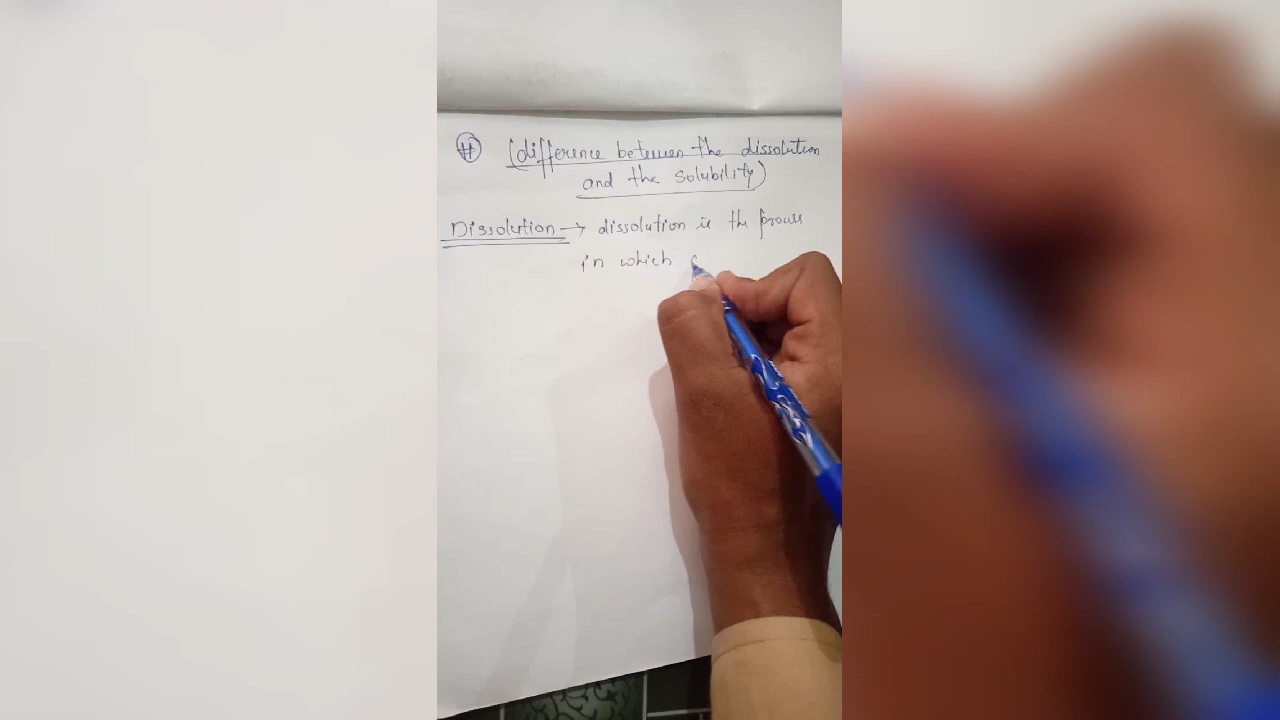 # (difference between the dissolution
and the solubility)
Dissolution → dissolution is the process
in which